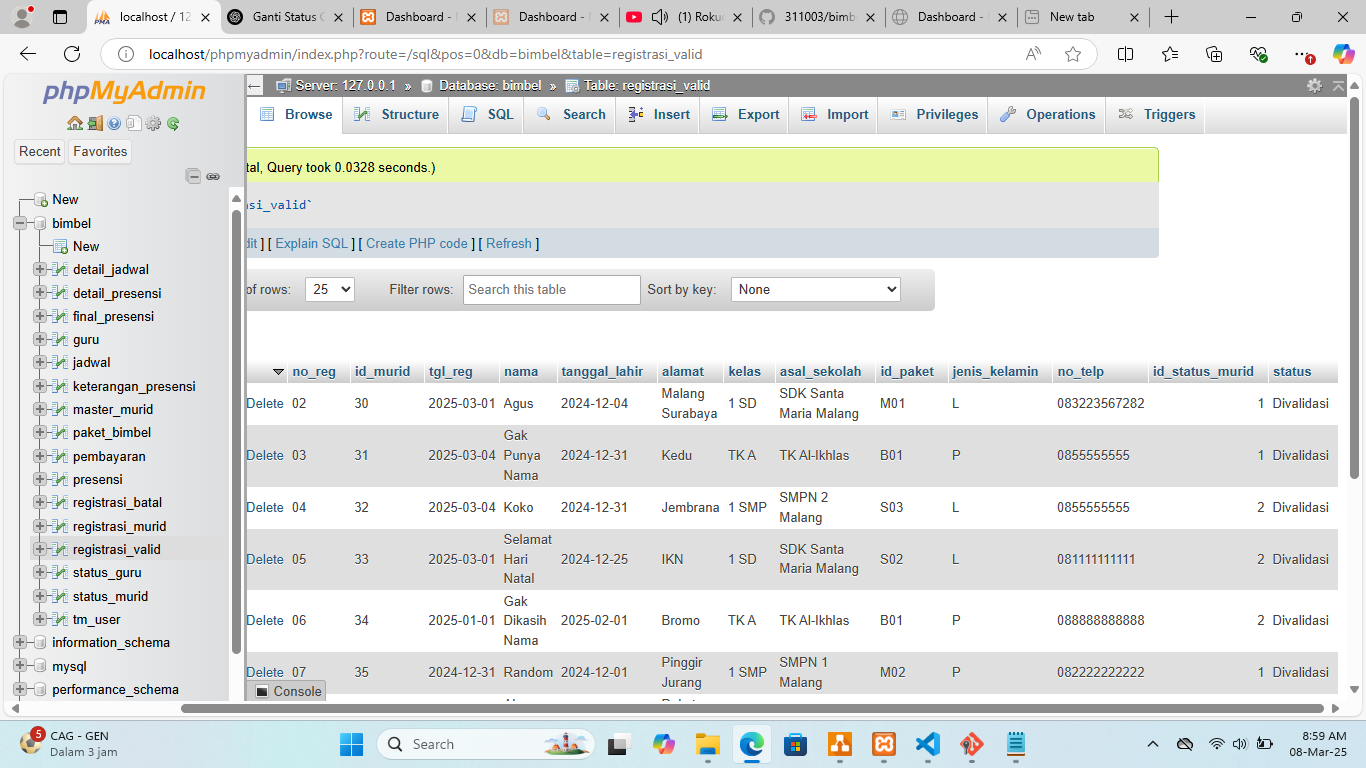 localhost / 12
Ganti Status G
Dashboard -
Dashboard -
(1) Roku
311003/bimb
Dashboard -
New tab
localhost/phpmyadmin/index.php?route=/sql&pos=0&db=bimbel&table=registrasi_valid
phpMyAdmin
Recent Favorites
New
bimbel
New
detail_jadwal
detail_presensi
final_presensi
guru
jadwal
keterangan_presensi
master_murid
paket_bimbel
pembayaran
presensi
registrasi_batal
registrasi_murid
registrasi_valid
status_guru
status_murid
tm_user
information_schema
mysql
performance_schema
Server: 127.0.0.1 » Database: bimbel » Table: registrasi_valid
Browse Structure SQL Search Insert Export Import Privileges Operations Triggers
tal, Query took 0.0328 seconds.)
asi_valid`
dit ] [ Explain SQL ] [ Create PHP code ] [ Refresh ]
of rows: 25 Filter rows: Search this table Sort by key: None
no_reg id_murid tgl_reg nama tanggal_lahir alamat kelas asal_sekolah id_paket jenis_kelamin no_telp id_status_murid status
Delete 02 30 2025-03-01 Agus 2024-12-04 Malang Surabaya 1 SD SDK Santa Maria Malang M01 L 083223567282 1 Divalidasi
Delete 03 31 2025-03-04 Gak Punya Nama 2024-12-31 Kedu TK A TK Al-Ikhlas B01 P 0855555555 1 Divalidasi
Delete 04 32 2025-03-04 Koko 2024-12-31 Jembrana 1 SMP SMPN 2 Malang S03 L 0855555555 2 Divalidasi
Delete 05 33 2025-03-01 Selamat Hari Natal 2024-12-25 IKN 1 SD SDK Santa Maria Malang S02 L 081111111111 2 Divalidasi
Delete 06 34 2025-01-01 Gak Dikasih Nama 2025-02-01 Bromo TK A TK Al-Ikhlas B01 P 088888888888 2 Divalidasi
Delete 07 35 2024-12-31 Random 2024-12-01 Pinggir Jurang 1 SMP SMPN 1 Malang M02 P 082222222222 1 Divalidasi
Console
5
CAG - GEN
Dalam 3 jam
Search
8:59 AM
08-Mar-25